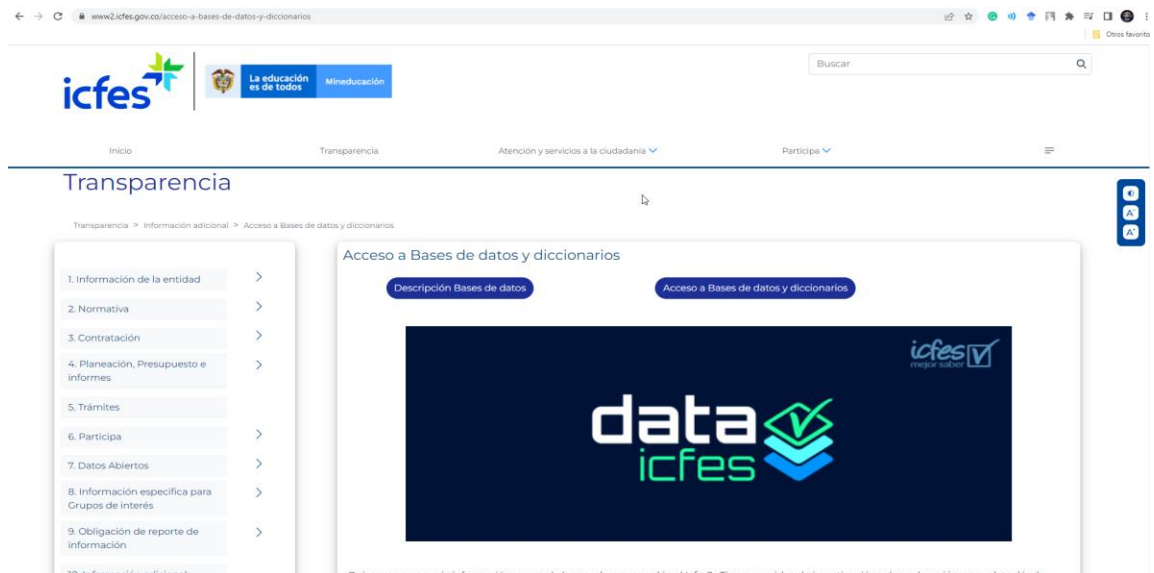 www2.icfes.gov.co/acceso-a-bases-de-datos-y-diccionarios
Otros favorito
icfes
La educación
es de todos
Mineducación
Buscar
Inicio
Transparencia
Atención y servicios a la ciudadanía
Participa
Transparencia
Transparencia > Información adicional > Acceso a Bases de datos y diccionarios
1. Información de la entidad
2. Normativa
3. Contratación
4. Planeación, Presupuesto e
informes
5. Trámites
6. Participa
7. Datos Abiertos
8. Información específica para
Grupos de interés
9. Obligación de reporte de
información
Acceso a Bases de datos y diccionarios
Descripción Bases de datos
Acceso a Bases de datos y diccionarios
icfes
mejor saber
data
icfes